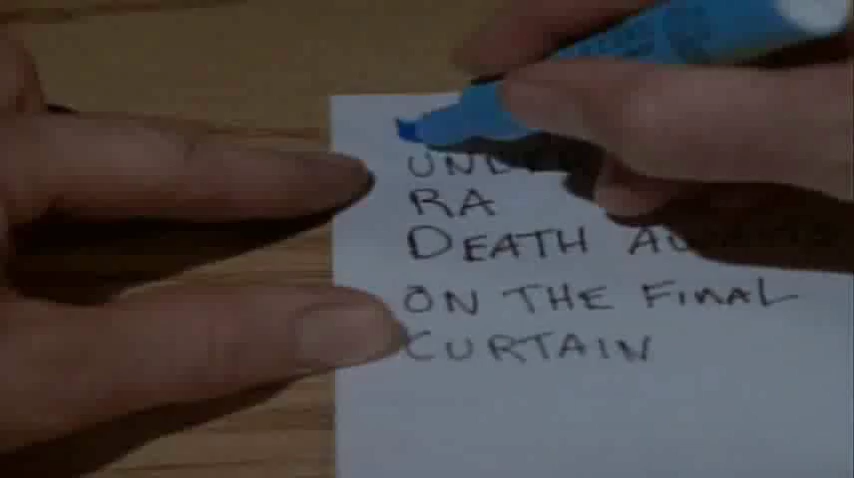 RA
DEATH
ON THE FINAL
CURTAIN